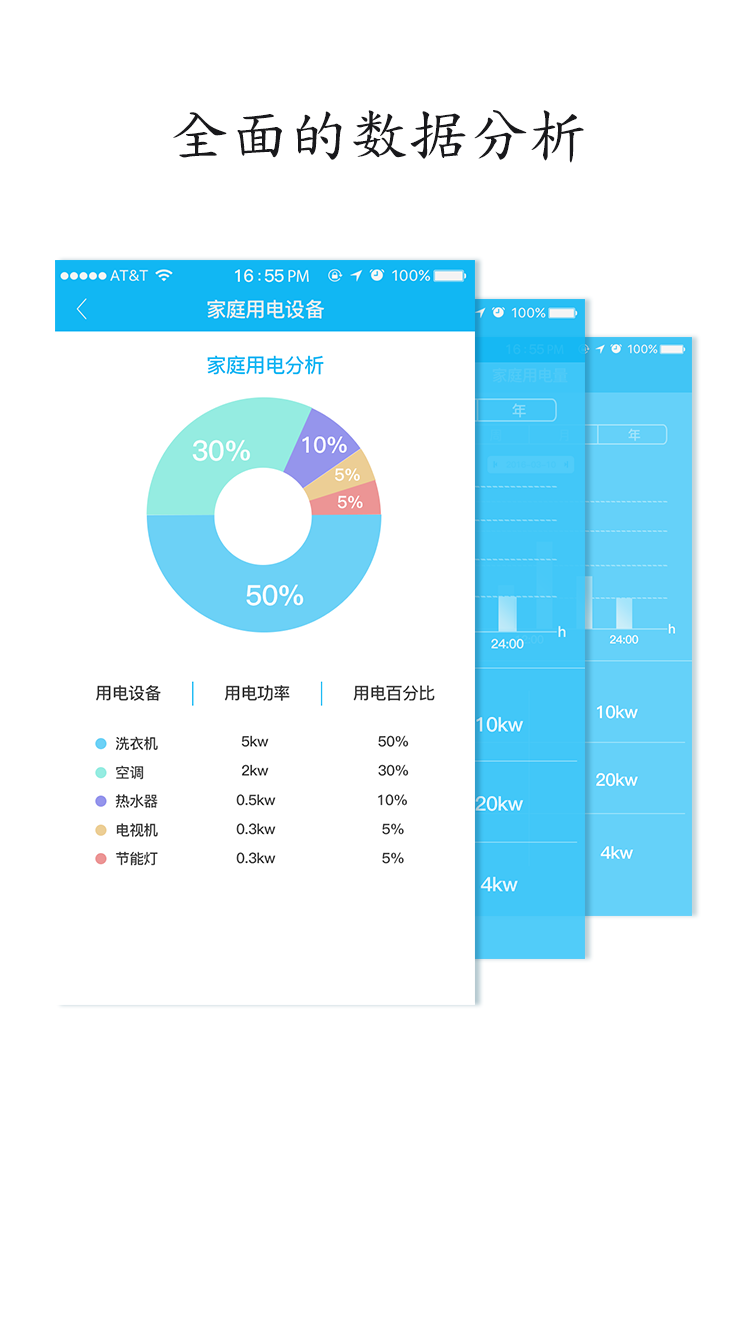 全面的数据分析
AT&T 16:55PM 100%
家庭用电设备
家庭用电分析
30%
10%
5%
5%
50%
用电设备 用电功率 用电百分比
洗衣机 5kw 50%
空调 2kw 30%
热水器 0.5kw 10%
电视机 0.3kw 5%
节能灯 0.3kw 5%
100%
年
h
24:00
10kw
20kw
4kw
16:55PM 100%
家庭用电量
年
h
24:00
10kw
20kw
4kw